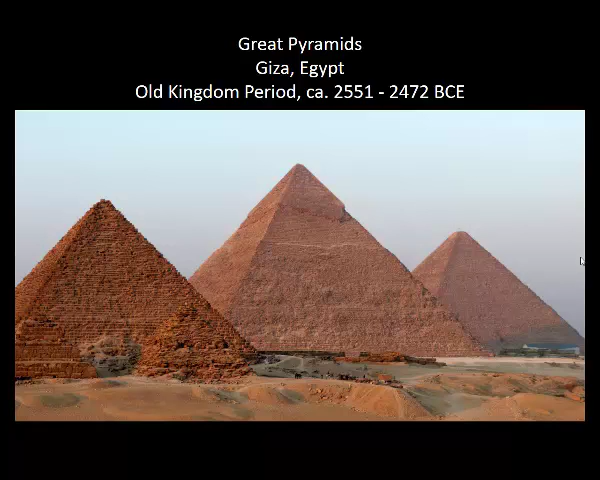 Great Pyramids
Giza, Egypt
Old Kingdom Period, ca. 2551 - 2472 BCE